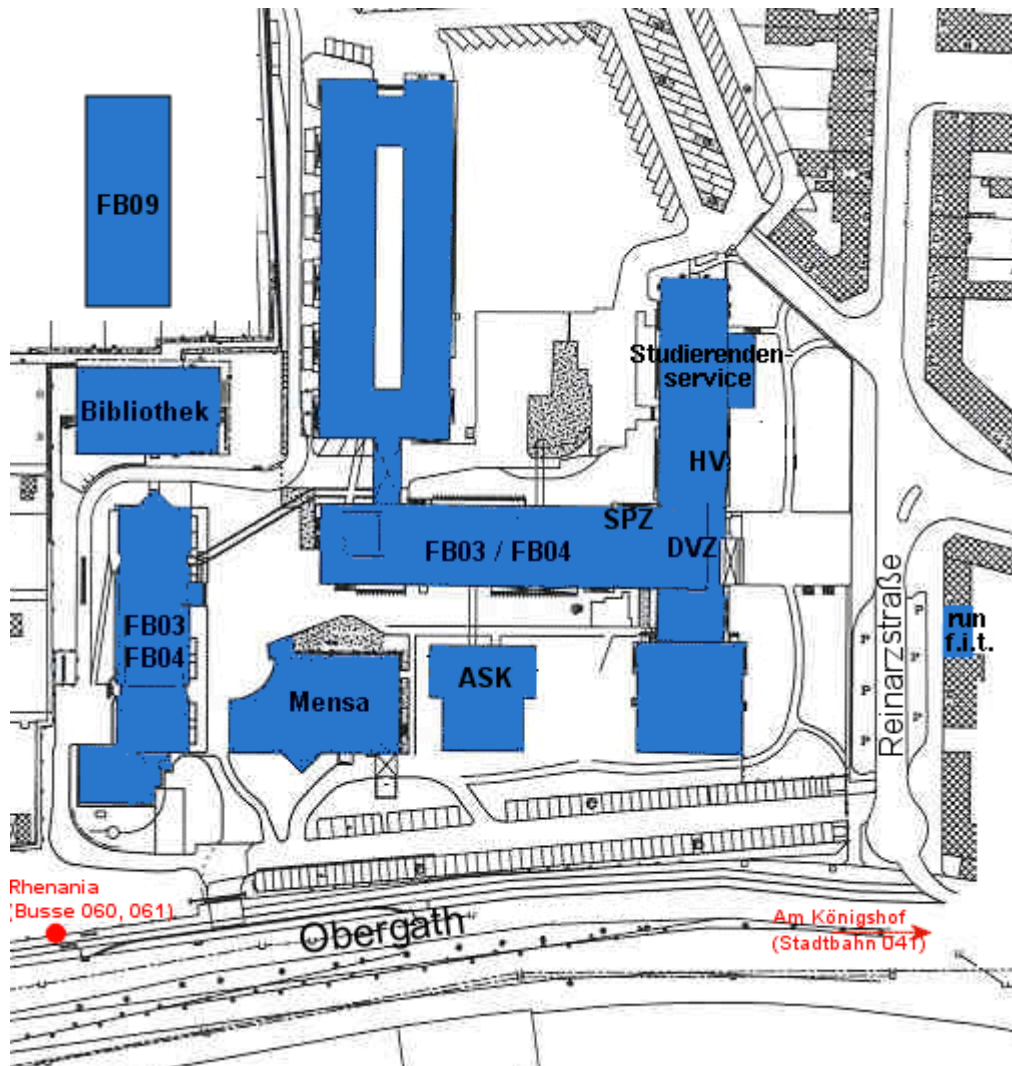 FB09
Studierenden-
service
Bibliothek
HV
SPZ
FB03 / FB04
DVZ
FB03
FB04
run
f.i.t.
P
P
P
P
P
P
ASK
Mensa
Reinarzstraße
Rhenania
(Busse 060, 061)
Obergath
Am Königshof
(Stadtbahn U41)